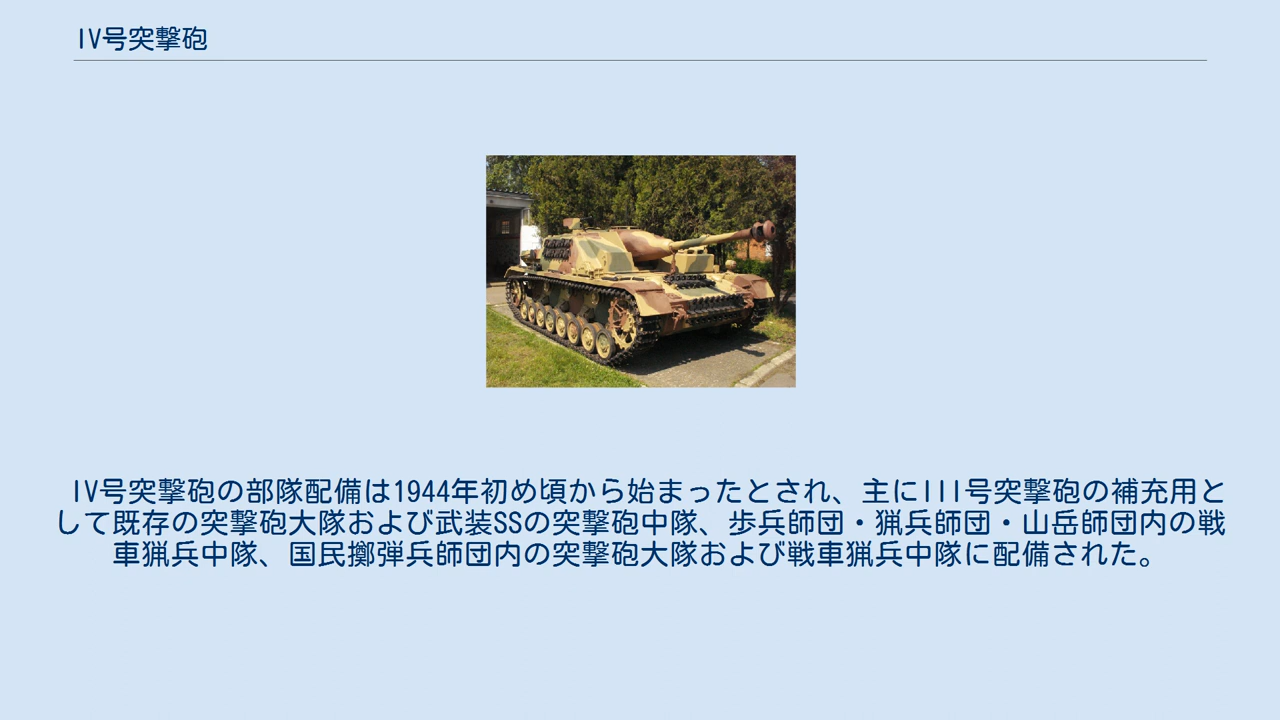 IV号突撃砲
IV号突撃砲の部隊配備は1944年初め頃から始まったとされ、主にIII号突撃砲の補充用と
して既存の突撃砲大隊および武装SSの突撃砲中隊、歩兵師団・猟兵師団・山岳師団内の戦
車猟兵中隊、国民擲弾兵師団内の突撃砲大隊および戦車猟兵中隊に配備された。